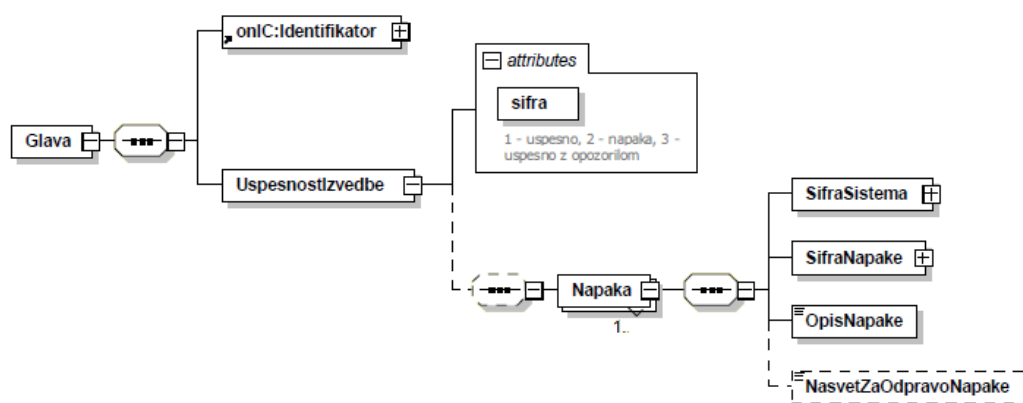 onIC:Identifikator
attributes
sifra
1 - uspesno, 2 - napaka, 3 -
uspesno z opozorilom
Glava
UspesnostIzvedbe
SifraSistema
SifraNapake
Napaka
1..
OpisNapake
NasvetZaOdpravoNapake